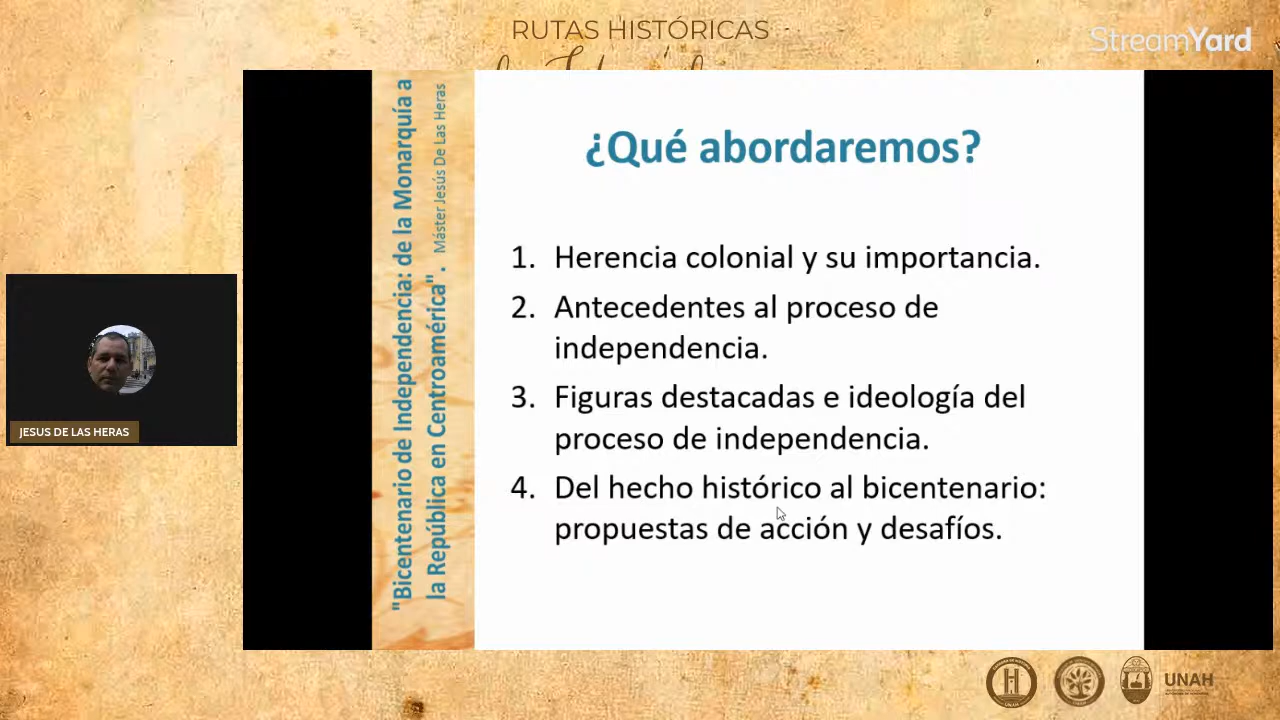 RUTAS HISTÓRICAS
StreamYard
"Bicentenario de Independencia: de la Monarquía a
la República en Centroamérica". Máster Jesús De Las Heras
¿Qué abordaremos?
1. Herencia colonial y su importancia.
2. Antecedentes al proceso de
independencia.
3. Figuras destacadas e ideología del
proceso de independencia.
4. Del hecho histórico al bicentenario:
propuestas de acción y desafíos.
JESUS DE LAS HERAS
UNAH